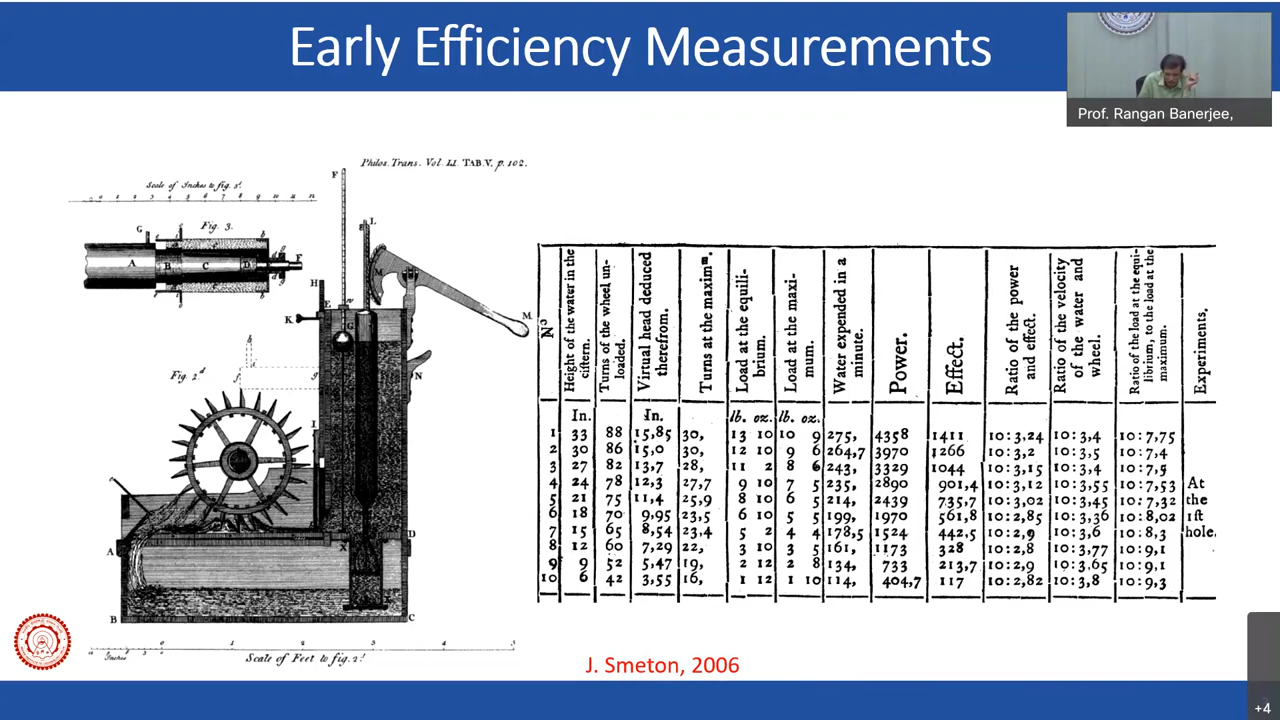 Early Efficiency Measurements
Prof. Rangan Banerjee,
Philos. Trans. Vol. LI. TAB. V. p. 102.
Scale of Inches to fig. 3.
Fig. 3.
Fig. 2.d
Scale of Feet to fig. 2.d
Inches
N°
Height of the water in the cistern.
Turns of the wheel unloaded.
Virtual head deduced therefrom.
Turns at the maximm.
Load at the equilibrium.
Load at the maximum.
Water expended in a minute.
Power.
Effect.
Ratio of the power and effect.
Ratio of the velocity of the water and wheel.
Ratio of the load at the equilibrium, to the load at the maximum.
Experiments.
In. In. lb. oz. lb. oz.
1 33 88 15,85 30, 13 10 10 9 275, 4358 1411 10:3,24 10:3,4 10:7,75
2 30 86 15,0 30, 12 10 9 6 264,7 3970 1266 10:3,2 10:3,5 10:7,4
3 27 82 13,7 28, 11 2 8 6 243, 3329 1044 10:3,15 10:3,4 10:7,5
4 24 78 12,3 27,7 9 10 7 5 235, 2890 901,4 10:3,12 10:3,55 10:7,53 At
5 21 75 11,4 25,9 8 10 6 5 214, 2439 735,7 10:3,02 10:3,45 10:7,32 the
6 18 70 9,95 23,5 6 10 5 5 199, 1970 561,8 10:2,85 10:3,36 10:8,02 1st
7 15 65 8,54 23,4 5 2 4 4 178,5 1524 442,5 10:2,9 10:3,6 10:8,3 hole.
8 12 60 7,29 22, 3 10 3 5 161, 1173 328 10:2,8 10:3,77 10:9,1
9 9 52 5,47 19, 2 12 2 8 134, 733 213,7 10:2,9 10:3.65 10:9,1
10 6 42 3,55 16, 1 12 1 10 114, 404,7 117 10:2,82 10:3,8 10:9,3
J. Smeton, 2006
+4